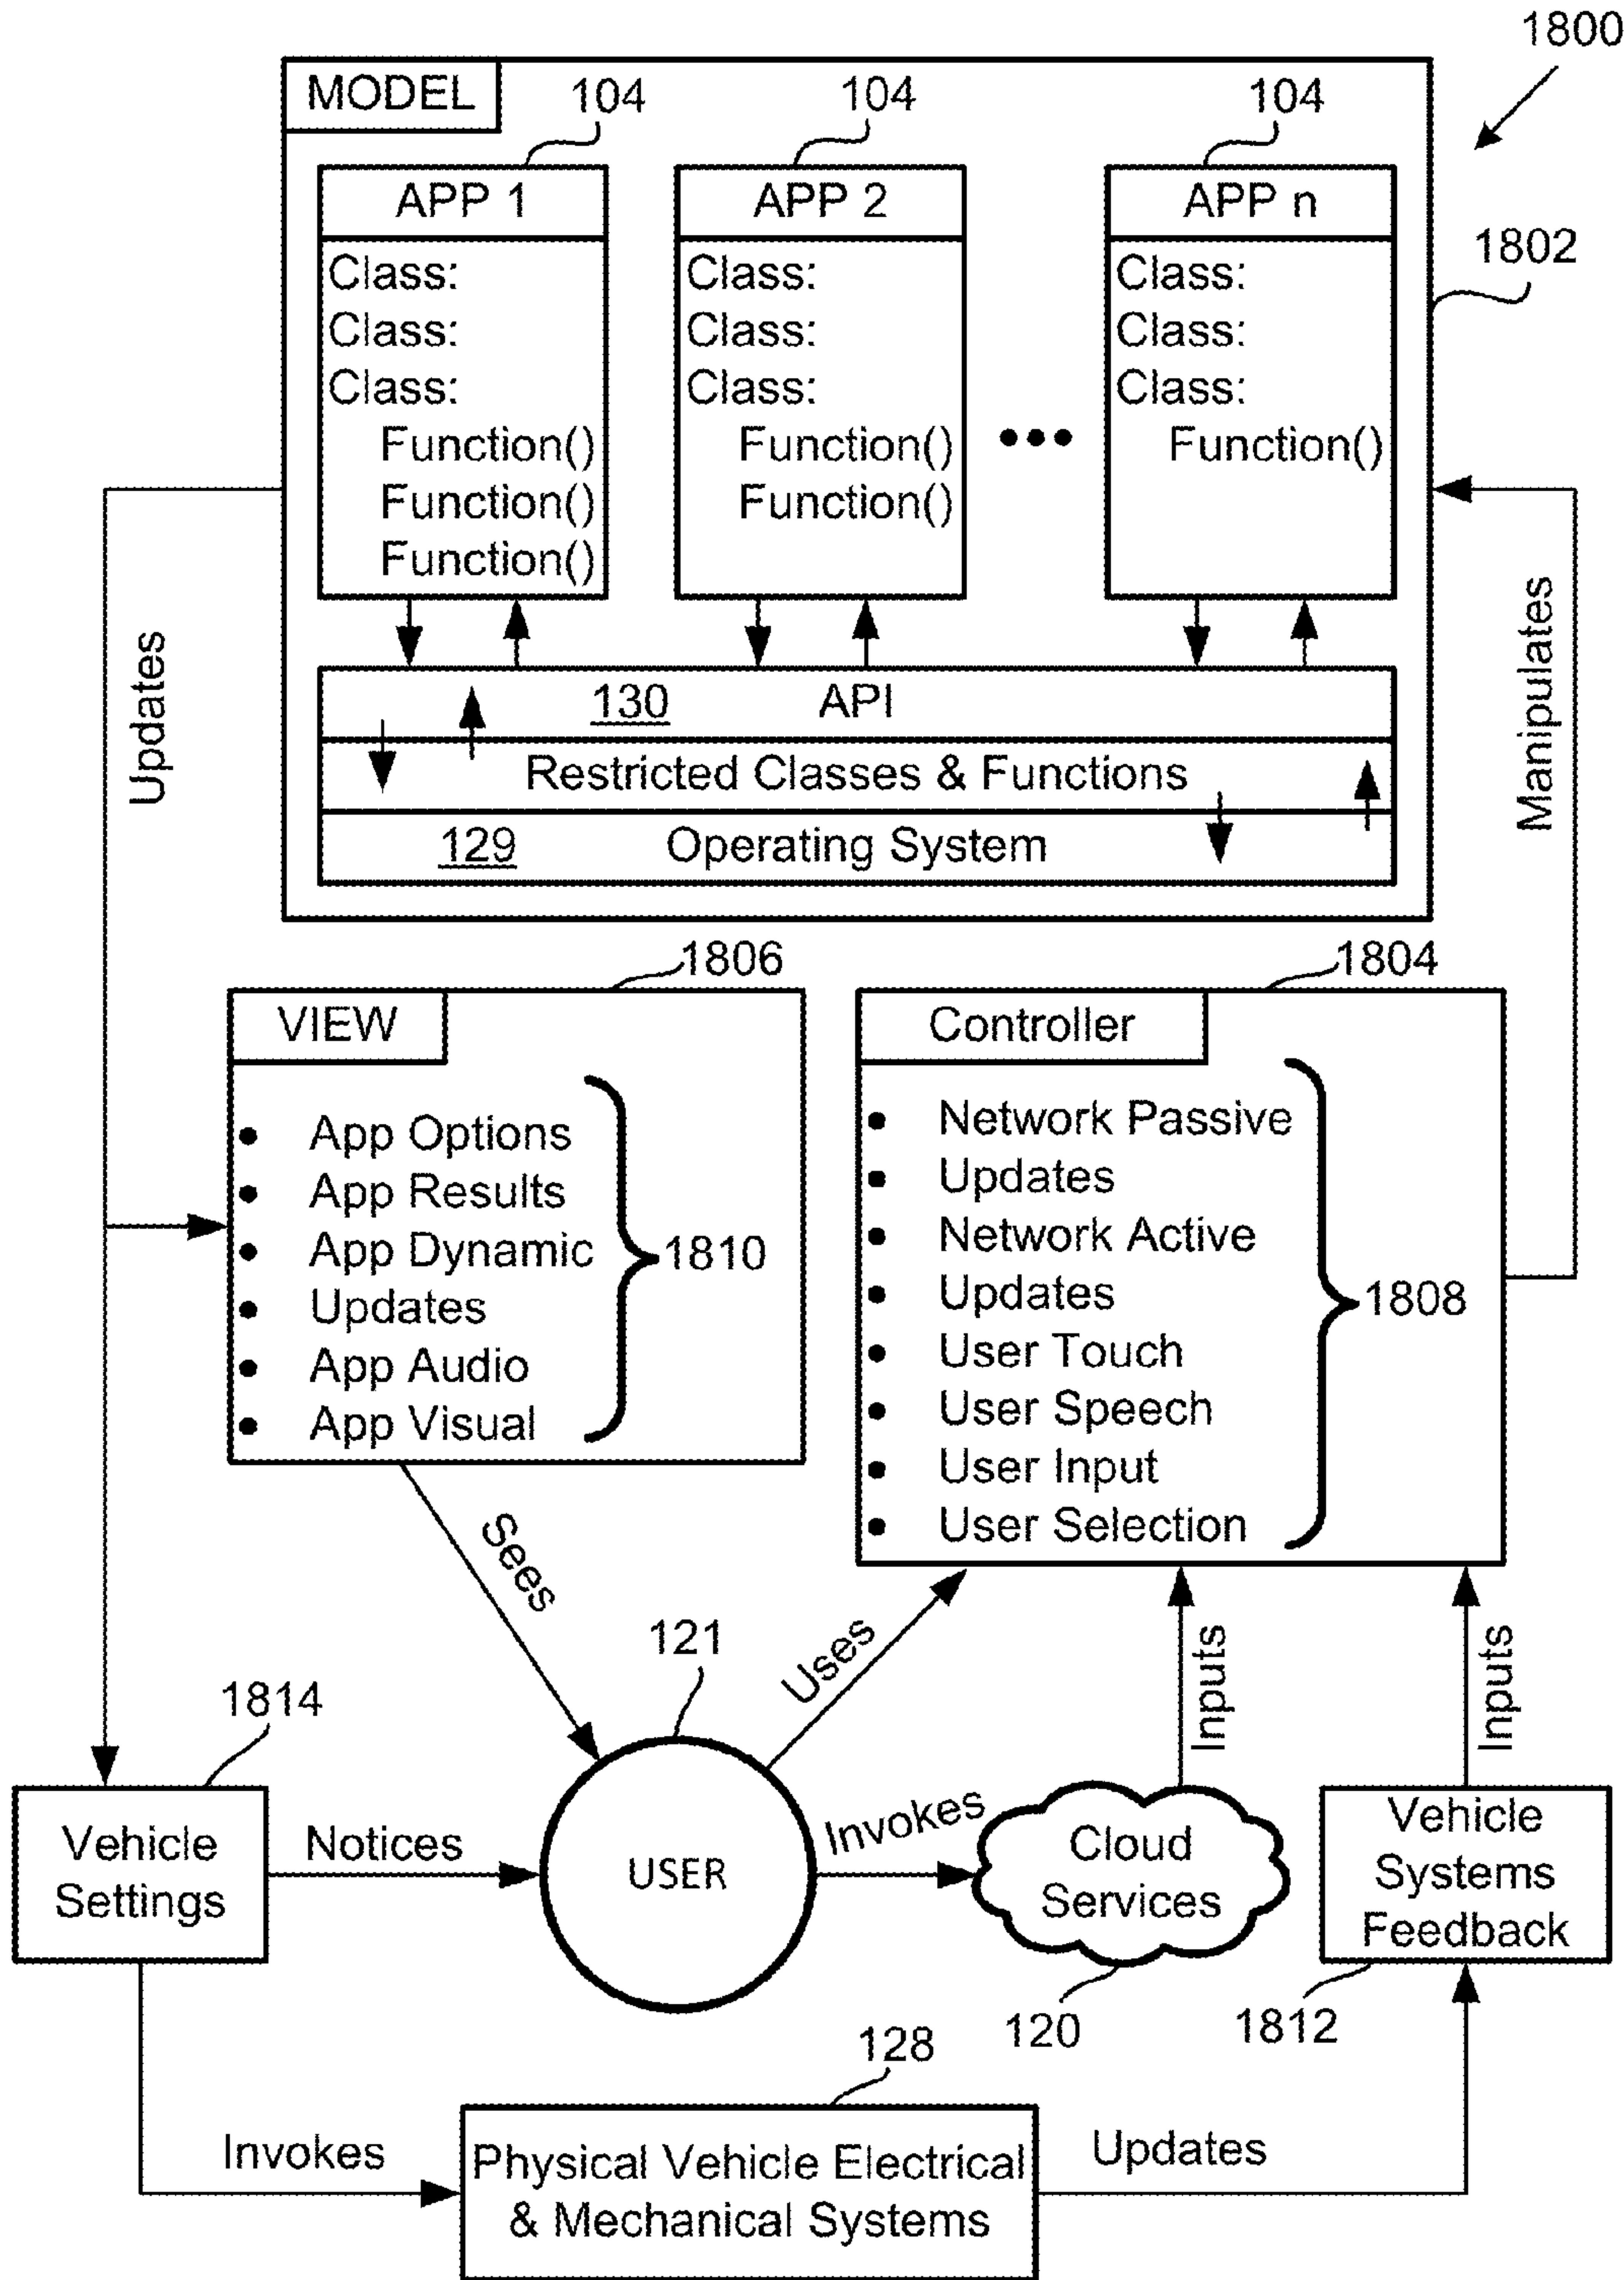 1800
MODEL
104
104
104
APP 1
APP 2
APP n
1802
Class:
Class:
Class:
Function()
Function()
Function()
Class:
Class:
Class:
Function()
Function()
•••
Class:
Class:
Class:
Function()
130 API
Restricted Classes & Functions
129 Operating System
Updates
Manipulates
1806
VIEW
• App Options
• App Results
• App Dynamic
• Updates
• App Audio
• App Visual
1810
1804
Controller
• Network Passive
• Updates
• Network Active
• Updates
• User Touch
• User Speech
• User Input
• User Selection
1808
Sees
Uses
Inputs
Inputs
121
1814
Vehicle
Settings
Notices
USER
Invokes
Cloud
Services
120
Vehicle
Systems
Feedback
1812
128
Invokes
Physical Vehicle Electrical
& Mechanical Systems
Updates